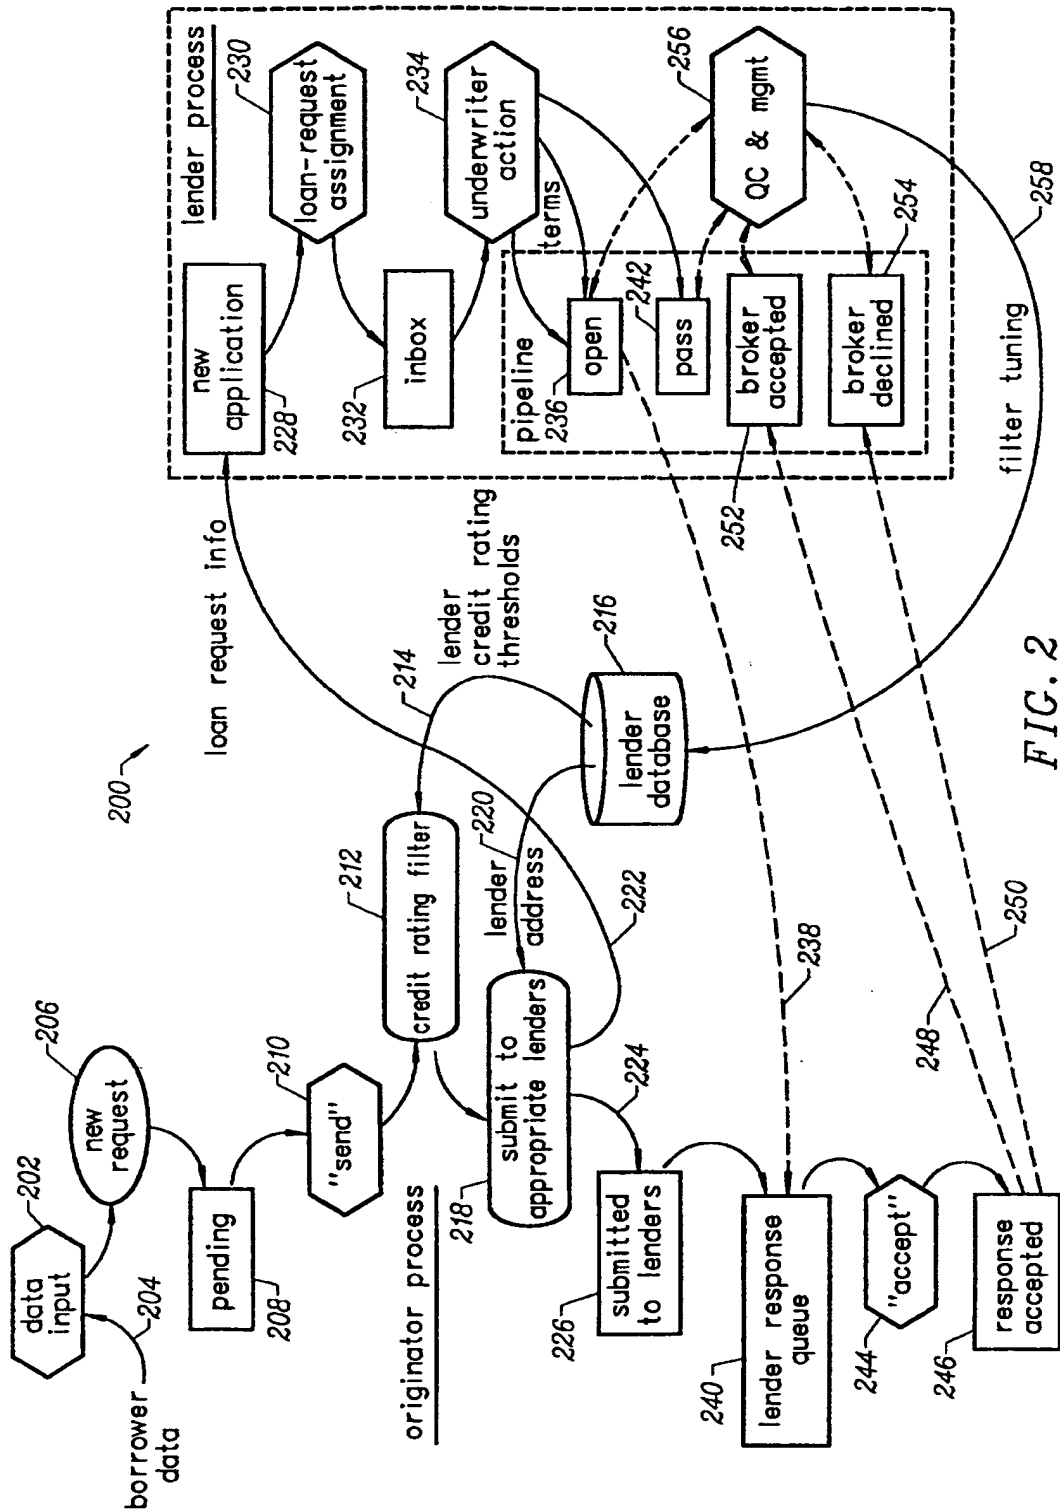 200
data
input
202
204
borrower
data
new
request
206
pending
208
"send"
210
credit rating filter
212
214
lender
credit rating
thresholds
lender
database
216
originator process
submit to
appropriate lenders
218
lender
address
220
222
loan request info
224
submitted
to lenders
226
lender response
queue
240
"accept"
244
response
accepted
246
lender process
new
application
228
loan-request
assignment
230
inbox
232
underwriter
action
234
terms
pipeline
open
236
238
pass
242
broker
accepted
252
broker
declined
254
QC & mgmt
256
248
250
filter tuning
258
FIG. 2